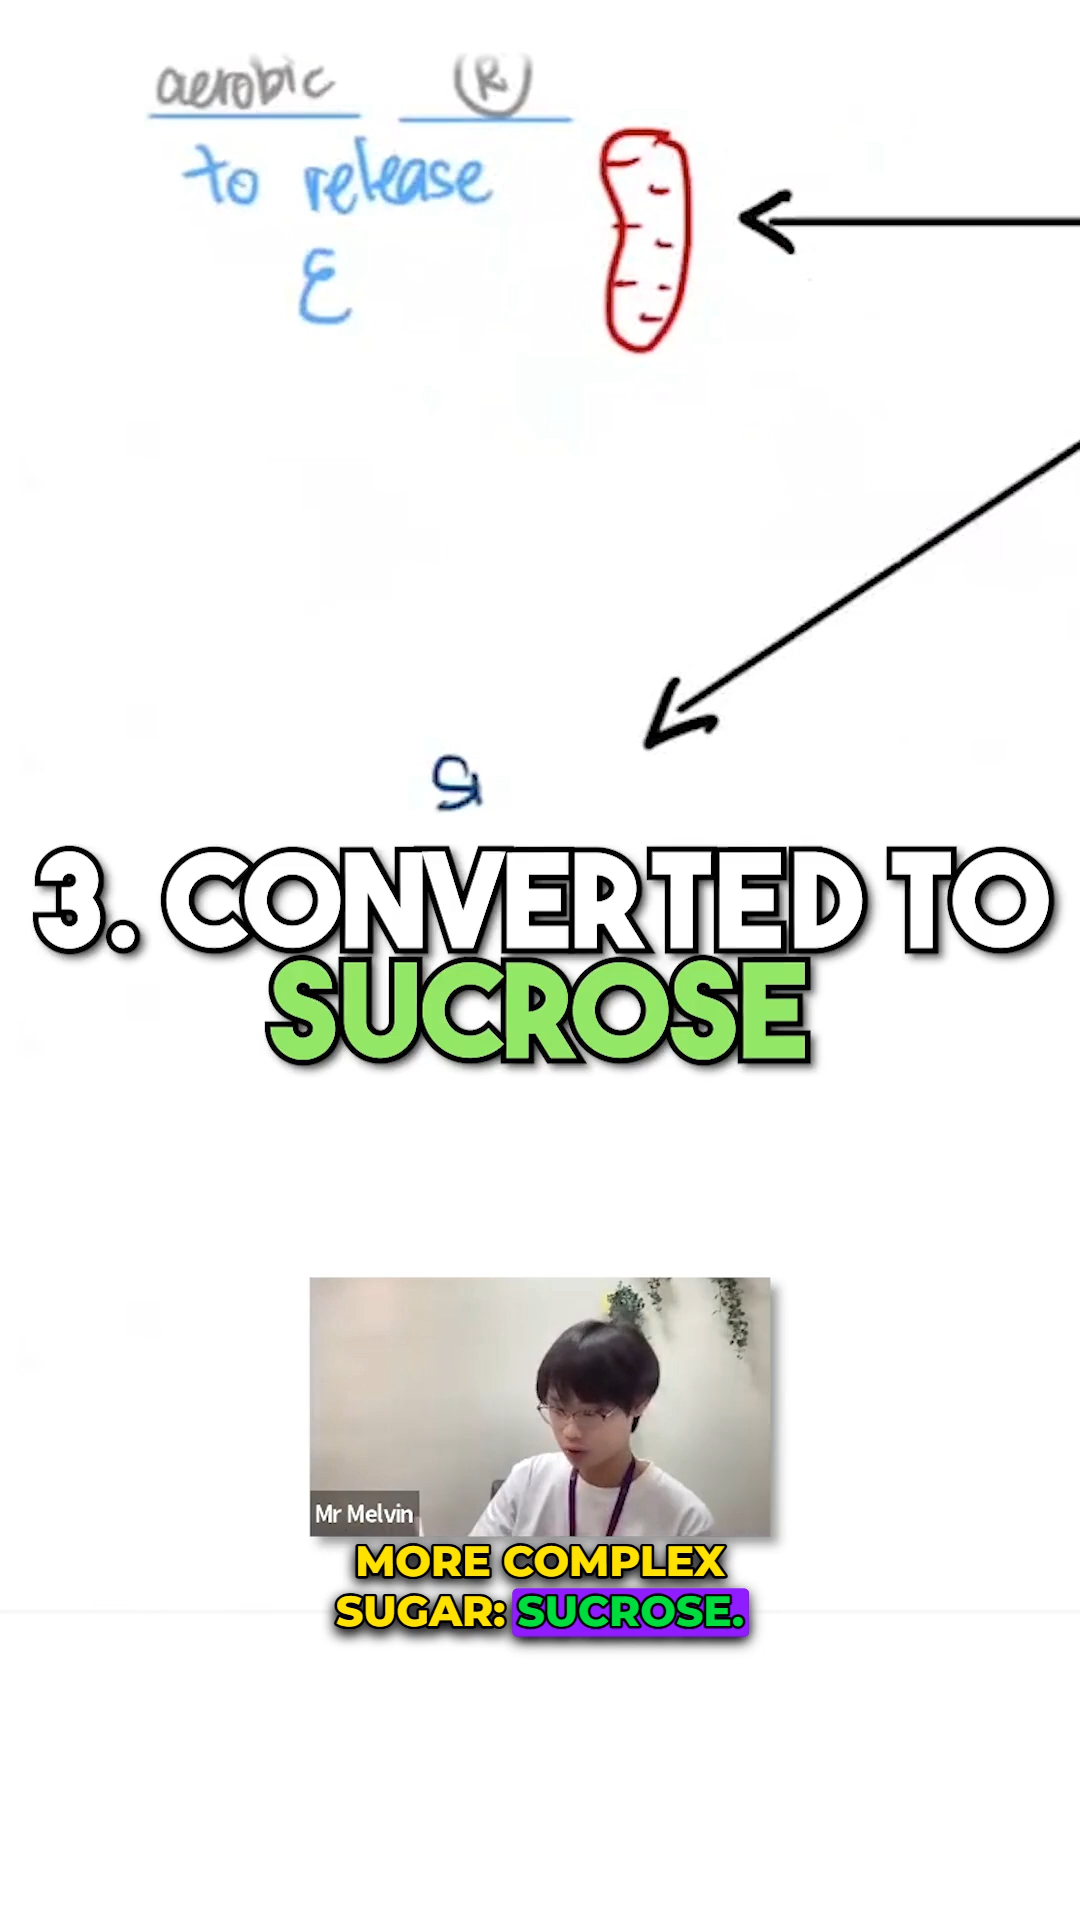 aerobic R
to release
ε
3. CONVERTED TO
SUCROSE
Mr Melvin
MORE COMPLEX
SUGAR: SUCROSE.